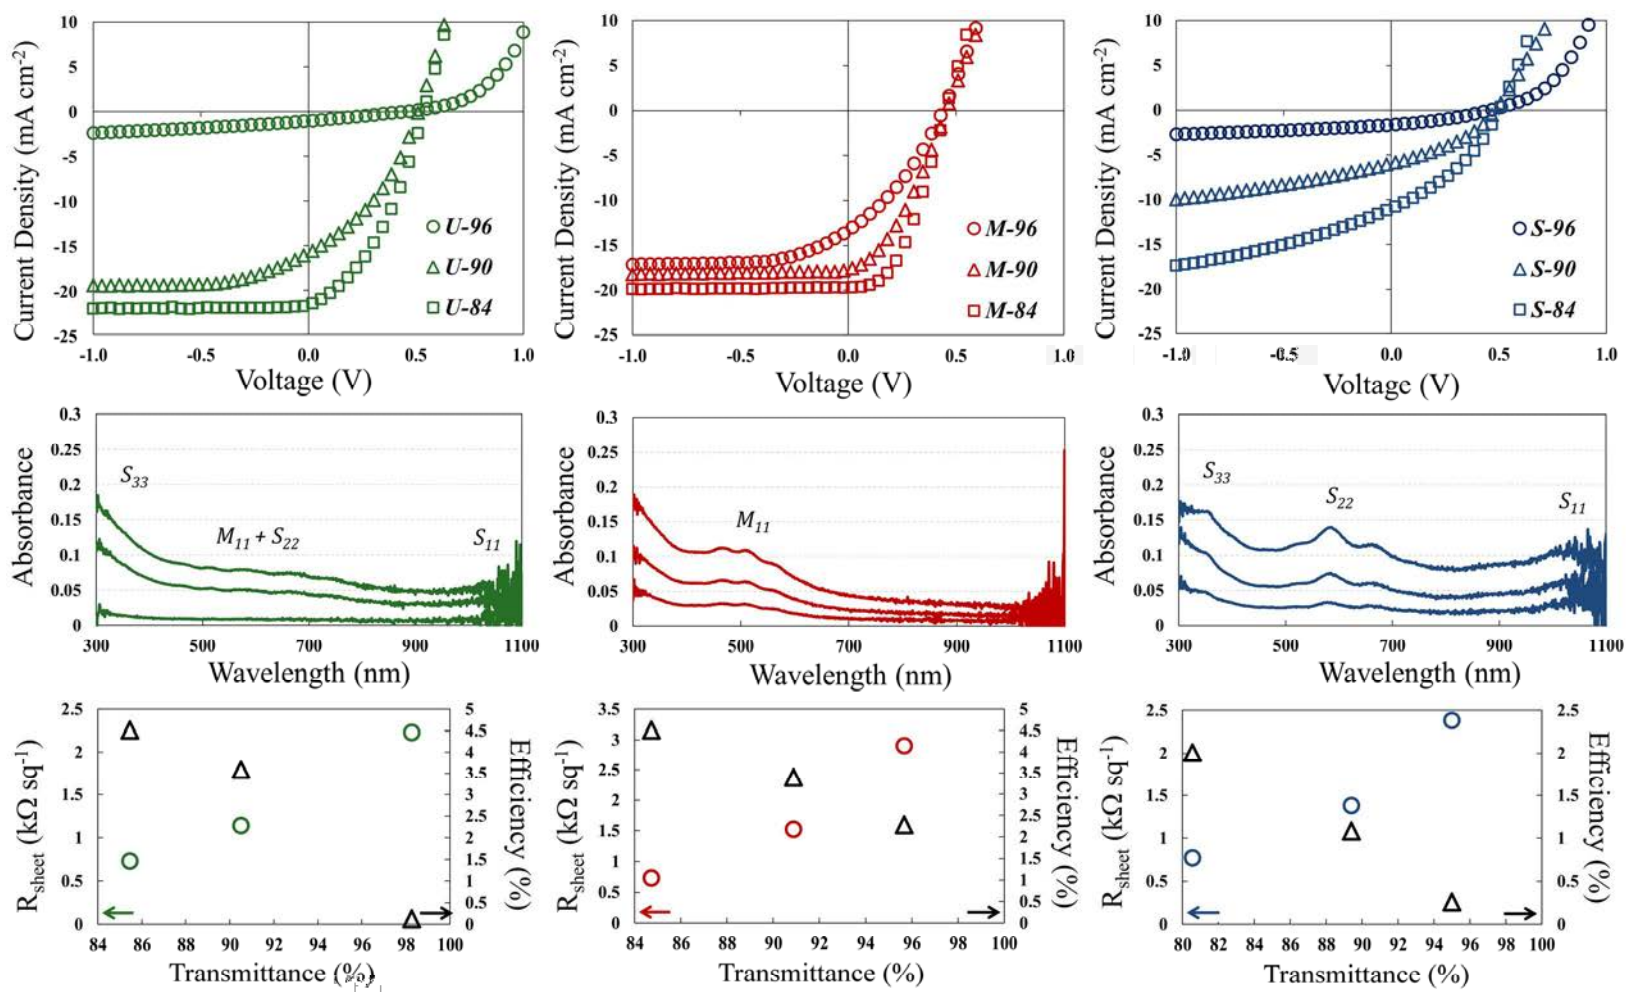 Current Density (mA cm-2)
10
5
0
-5
-10
-15
-20
-25
-1.0 -0.5 0.0 0.5 1.0
Voltage (V)
U-96
U-90
U-84
Current Density (mA cm-2)
10
5
0
-5
-10
-15
-20
-25
-1.0 -0.5 0.0 0.5 1.0
Voltage (V)
M-96
M-90
M-84
Current Density (mA cm-2)
10
5
0
-5
-10
-15
-20
-25
-1.0 -0.5 0.0 0.5 1.0
Voltage (V)
S-96
S-90
S-84
Absorbance
0.3
0.25
0.2
0.15
0.1
0.05
0
300 500 700 900 1100
Wavelength (nm)
S33
M11 + S22
S11
Absorbance
0.3
0.25
0.2
0.15
0.1
0.05
0
300 500 700 900 1100
Wavelength (nm)
M11
Absorbance
0.3
0.25
0.2
0.15
0.1
0.05
0
300 500 700 900 1100
Wavelength (nm)
S33
S22
S11
Rsheet (kΩ sq-1)
2.5
2
1.5
1
0.5
0
84 86 88 90 92 94 96 98 100
Transmittance (%)
5
4.5
4
3.5
3
2.5
2
1.5
1
0.5
0
Efficiency (%)
Rsheet (kΩ sq-1)
3.5
3
2.5
2
1.5
1
0.5
0
84 86 88 90 92 94 96 98 100
Transmittance (%)
5
4.5
4
3.5
3
2.5
2
1.5
1
0.5
0
Efficiency (%)
Rsheet (kΩ sq-1)
2.5
2
1.5
1
0.5
0
80 82 84 86 88 90 92 94 96 98 100
Transmittance (%)
2.5
2
1.5
1
0.5
0
Efficiency (%)